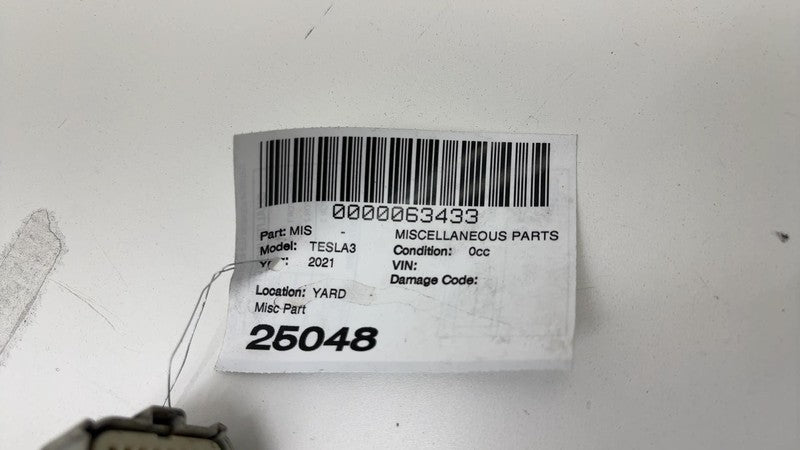 0000063433
Part: MIS - MISCELLANEOUS PARTS
Model: TESLA3 Condition: 0cc
2021 VIN:
Damage Code:
Location: YARD
Misc Part
25048